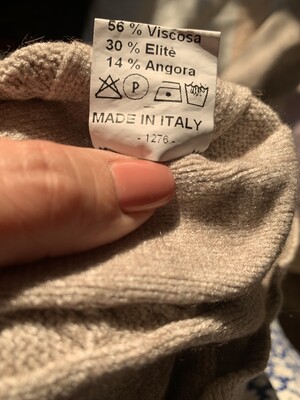 56 % Viscosa
30 % Elitè
14 % Angora
P
MADE IN ITALY
- 1276 -